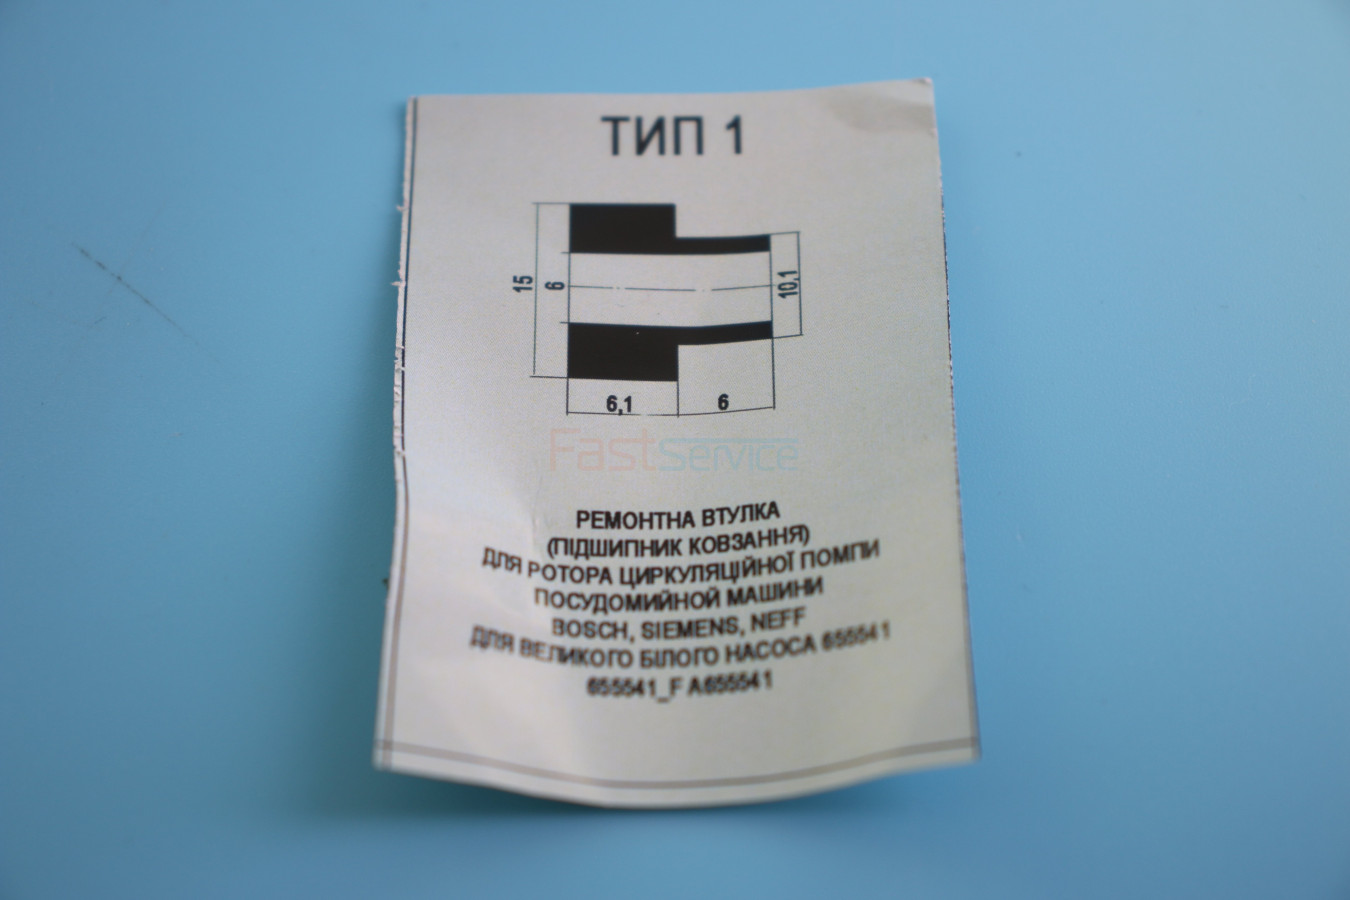 ТИП 1
15
6
10,1
6,1
6
FastService
РЕМОНТНА ВТУЛКА
(ПІДШИПНИК КОВЗАННЯ)
ДЛЯ РОТОРА ЦИРКУЛЯЦІЙНОЇ ПОМПИ
ПОСУДОМИЙНОЙ МАШИНИ
BOSCH, SIEMENS, NEFF
ДЛЯ ВЕЛИКОГО БІЛОГО НАСОСА 655541
655541_F A655541